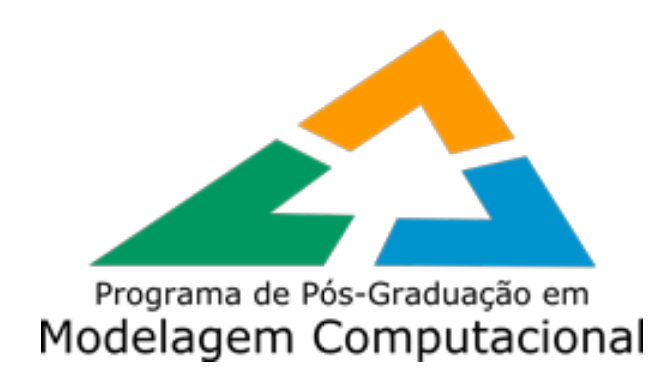 Programa de Pós-Graduação em
Modelagem Computacional